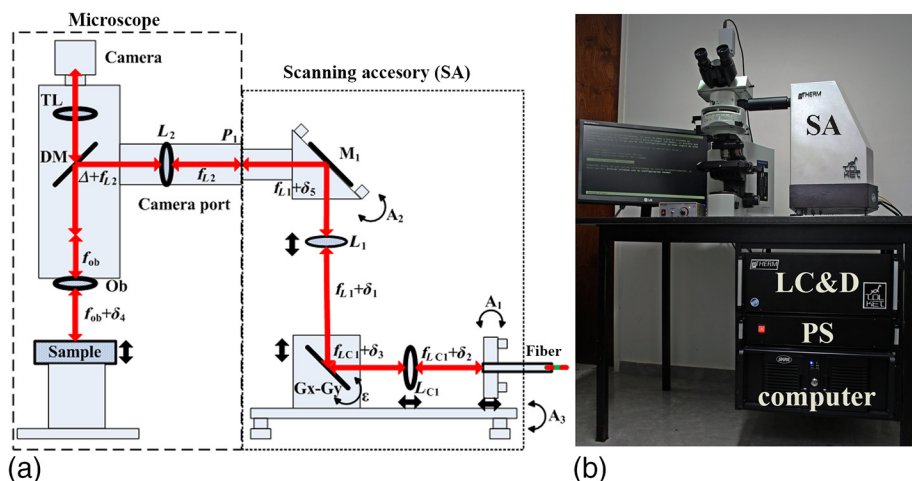 Microscope
Camera
TL
DM
Δ+fL2
L2
fL2
P1
Camera port
fob
Ob
fob+δ4
Sample
Scanning accesory (SA)
M1
fL1+δ5
A2
L1
fL1+δ1
A1
fLC1+δ3
fLC1+δ2
Fiber
Gx-Gy
ε
LC1
A3
(a)
SA
THERM
LC&D
PS
computer
(b)